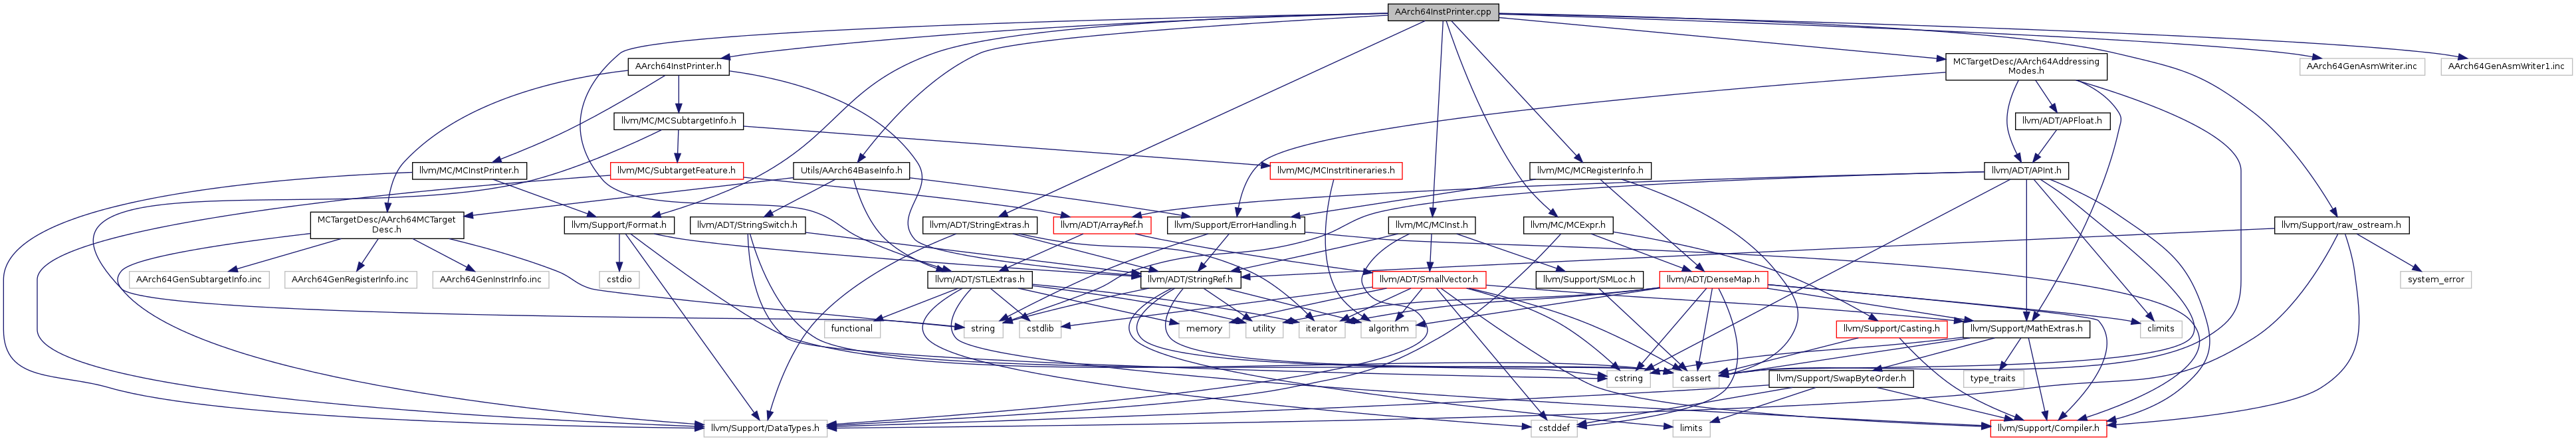 AArch64InstPrinter.cpp
AArch64InstPrinter.h
MCTargetDesc/AArch64Addressing
Modes.h
AArch64GenAsmWriter.inc
AArch64GenAsmWriter1.inc
llvm/MC/MCSubtargetInfo.h
llvm/ADT/APFloat.h
llvm/MC/MCInstPrinter.h
llvm/MC/SubtargetFeature.h
Utils/AArch64BaseInfo.h
llvm/MC/MCInstrItineraries.h
llvm/MC/MCRegisterInfo.h
llvm/ADT/APInt.h
MCTargetDesc/AArch64MCTarget
Desc.h
llvm/Support/Format.h
llvm/ADT/StringSwitch.h
llvm/ADT/StringExtras.h
llvm/ADT/ArrayRef.h
llvm/Support/ErrorHandling.h
llvm/MC/MCInst.h
llvm/MC/MCExpr.h
llvm/Support/raw_ostream.h
AArch64GenSubtargetInfo.inc
AArch64GenRegisterInfo.inc
AArch64GenInstrInfo.inc
cstdio
llvm/ADT/STLExtras.h
llvm/ADT/StringRef.h
llvm/ADT/SmallVector.h
llvm/Support/SMLoc.h
llvm/ADT/DenseMap.h
system_error
functional
string
cstdlib
memory
utility
iterator
algorithm
llvm/Support/Casting.h
llvm/Support/MathExtras.h
climits
cstring
cassert
llvm/Support/SwapByteOrder.h
type_traits
llvm/Support/DataTypes.h
cstddef
limits
llvm/Support/Compiler.h